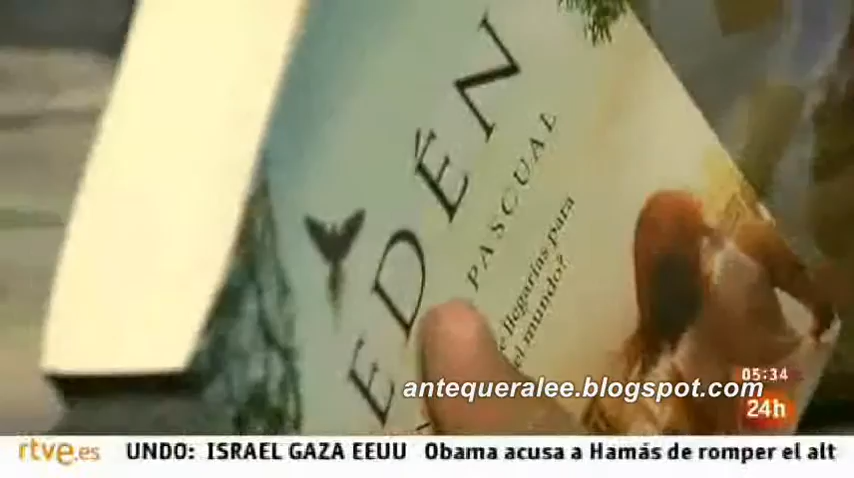 EDÉN
PASCUAL
e llegarías para
el mundo?
antequeralee.blogspot.com
05:34
24h
rtve.es UNDO: ISRAEL GAZA EEUU Obama acusa a Hamás de romper el alt